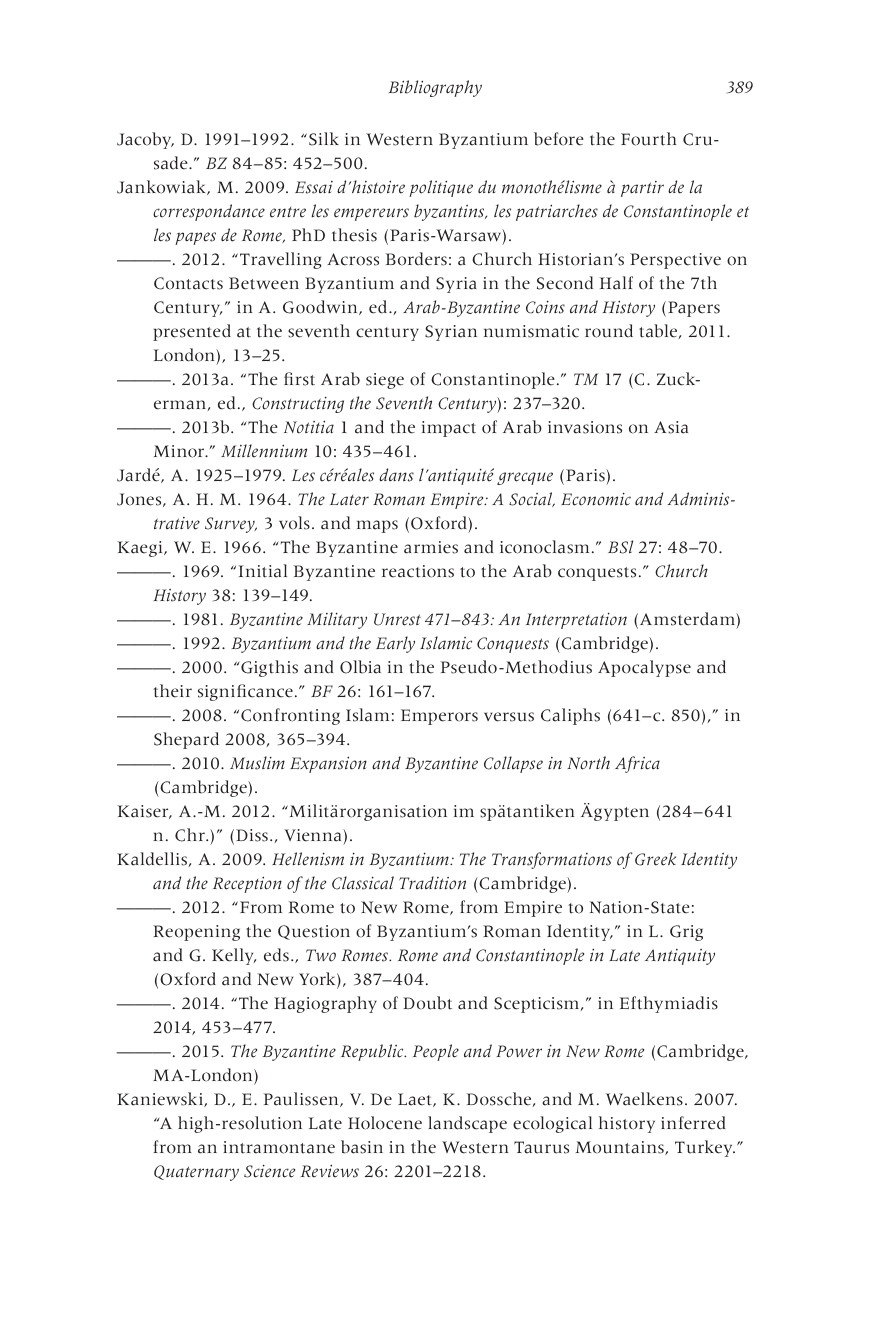 Bibliography 389
Jacoby, D. 1991–1992. “Silk in Western Byzantium before the Fourth Cru-
sade.” BZ 84–85: 452–500.
Jankowiak, M. 2009. Essai d’histoire politique du monothélisme à partir de la
correspondance entre les empereurs byzantins, les patriarches de Constantinople et
les papes de Rome, PhD thesis (Paris-Warsaw).
———. 2012. “Travelling Across Borders: a Church Historian’s Perspective on
Contacts Between Byzantium and Syria in the Second Half of the 7th
Century,” in A. Goodwin, ed., Arab-Byzantine Coins and History (Papers
presented at the seventh century Syrian numismatic round table, 2011.
London), 13–25.
———. 2013a. “The first Arab siege of Constantinople.” TM 17 (C. Zuck-
erman, ed., Constructing the Seventh Century): 237–320.
———. 2013b. “The Notitia 1 and the impact of Arab invasions on Asia
Minor.” Millennium 10: 435–461.
Jardé, A. 1925–1979. Les céréales dans l’antiquité grecque (Paris).
Jones, A. H. M. 1964. The Later Roman Empire: A Social, Economic and Adminis-
trative Survey, 3 vols. and maps (Oxford).
Kaegi, W. E. 1966. “The Byzantine armies and iconoclasm.” BSl 27: 48–70.
———. 1969. “Initial Byzantine reactions to the Arab conquests.” Church
History 38: 139–149.
———. 1981. Byzantine Military Unrest 471–843: An Interpretation (Amsterdam)
———. 1992. Byzantium and the Early Islamic Conquests (Cambridge).
———. 2000. “Gigthis and Olbia in the Pseudo-Methodius Apocalypse and
their significance.” BF 26: 161–167.
———. 2008. “Confronting Islam: Emperors versus Caliphs (641–c. 850),” in
Shepard 2008, 365–394.
———. 2010. Muslim Expansion and Byzantine Collapse in North Africa
(Cambridge).
Kaiser, A.-M. 2012. “Militärorganisation im spätantiken Ägypten (284–641
n. Chr.)” (Diss., Vienna).
Kaldellis, A. 2009. Hellenism in Byzantium: The Transformations of Greek Identity
and the Reception of the Classical Tradition (Cambridge).
———. 2012. “From Rome to New Rome, from Empire to Nation-State:
Reopening the Question of Byzantium’s Roman Identity,” in L. Grig
and G. Kelly, eds., Two Romes. Rome and Constantinople in Late Antiquity
(Oxford and New York), 387–404.
———. 2014. “The Hagiography of Doubt and Scepticism,” in Efthymiadis
2014, 453–477.
———. 2015. The Byzantine Republic. People and Power in New Rome (Cambridge,
MA-London)
Kaniewski, D., E. Paulissen, V. De Laet, K. Dossche, and M. Waelkens. 2007.
“A high-resolution Late Holocene landscape ecological history inferred
from an intramontane basin in the Western Taurus Mountains, Turkey.”
Quaternary Science Reviews 26: 2201–2218.